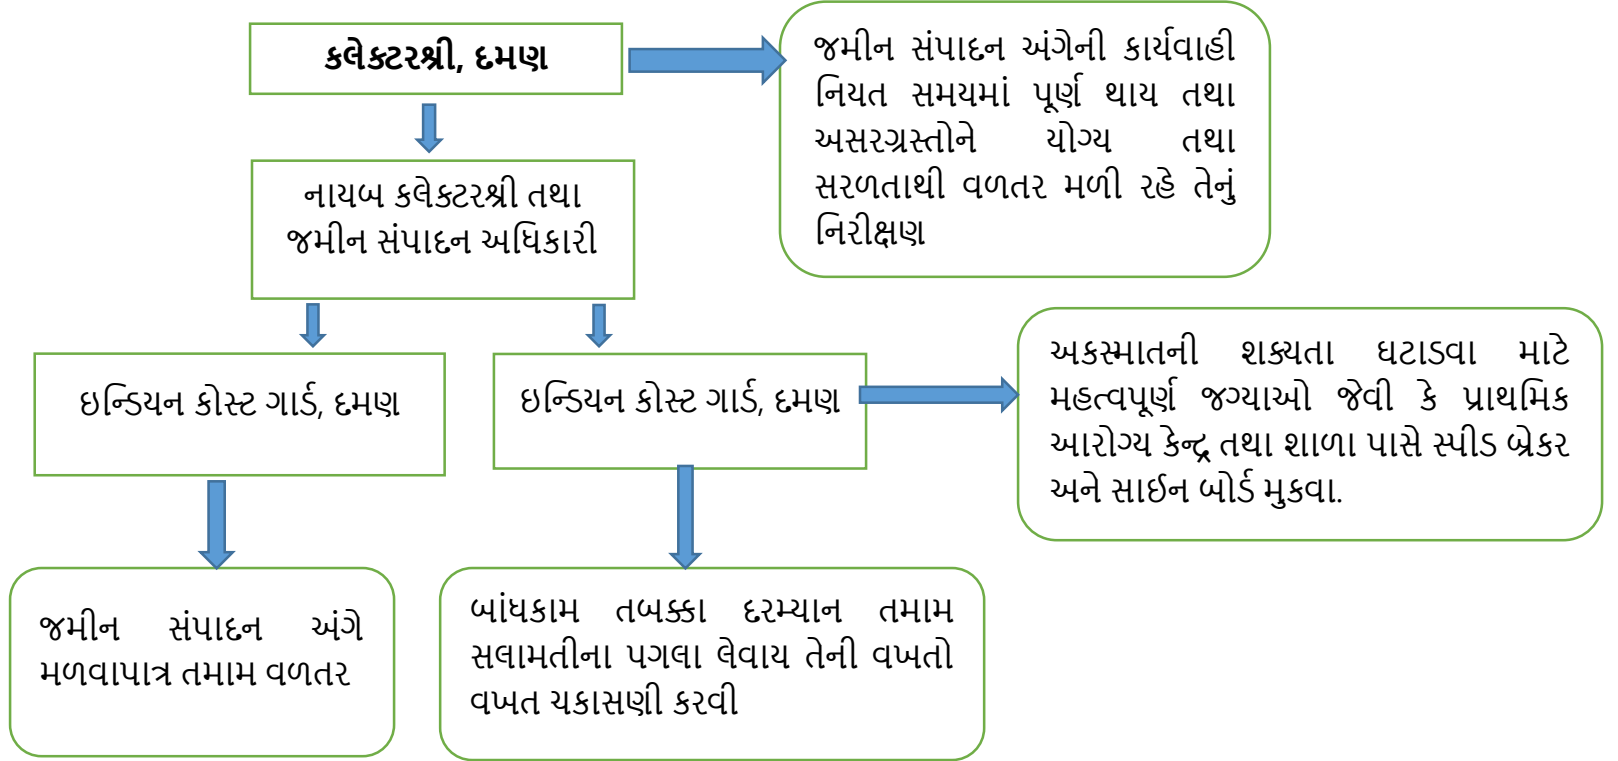 કલેક્ટરશ્રી, દમણ
જમીન સંપાદન અંગેની કાર્યવાહી
નિયત સમયમાં પૂર્ણ થાય તથા
અસરગ્રસ્તોને યોગ્ય તથા
સરળતાથી વળતર મળી રહે તેનું
નિરીક્ષણ
નાયબ કલેક્ટરશ્રી તથા
જમીન સંપાદન અધિકારી
ઇન્ડિયન કોસ્ટ ગાર્ડ, દમણ
ઇન્ડિયન કોસ્ટ ગાર્ડ, દમણ
અકસ્માતની શક્યતા ઘટાડવા માટે
મહત્વપૂર્ણ જગ્યાઓ જેવી કે પ્રાથમિક
આરોગ્ય કેન્દ્ર તથા શાળા પાસે સ્પીડ બ્રેકર
અને સાઈન બોર્ડ મુકવા.
જમીન સંપાદન અંગે
મળવાપાત્ર તમામ વળતર
બાંધકામ તબક્કા દરમ્યાન તમામ
સલામતીના પગલા લેવાય તેની વખતો
વખત ચકાસણી કરવી